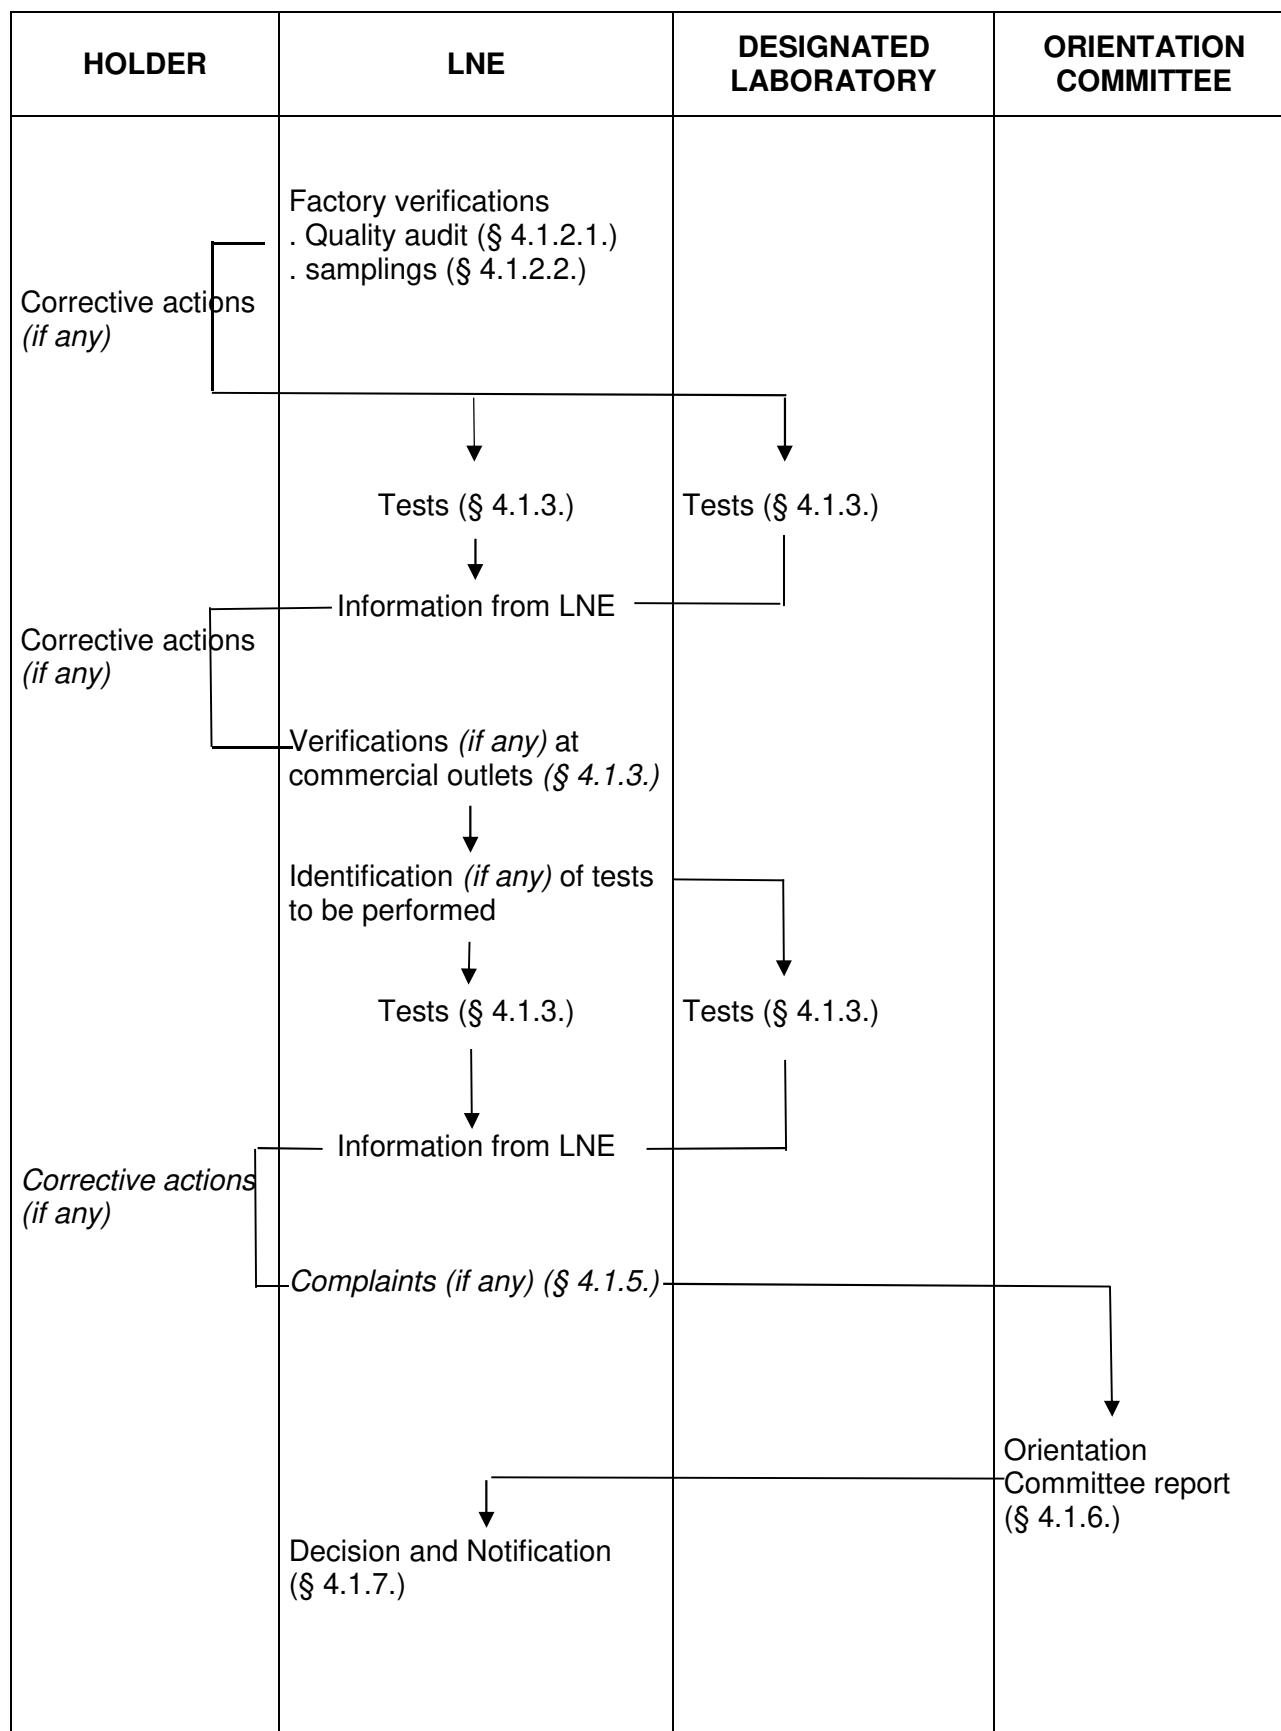 HOLDER
LNE
DESIGNATED
LABORATORY
ORIENTATION
COMMITTEE
Factory verifications
. Quality audit (§ 4.1.2.1.)
. samplings (§ 4.1.2.2.)
Corrective actions
(if any)
Tests (§ 4.1.3.)
Tests (§ 4.1.3.)
Information from LNE
Corrective actions
(if any)
Verifications (if any) at
commercial outlets (§ 4.1.3.)
Identification (if any) of tests
to be performed
Tests (§ 4.1.3.)
Tests (§ 4.1.3.)
Information from LNE
Corrective actions
(if any)
Complaints (if any) (§ 4.1.5.)
Orientation
Committee report
(§ 4.1.6.)
Decision and Notification
(§ 4.1.7.)